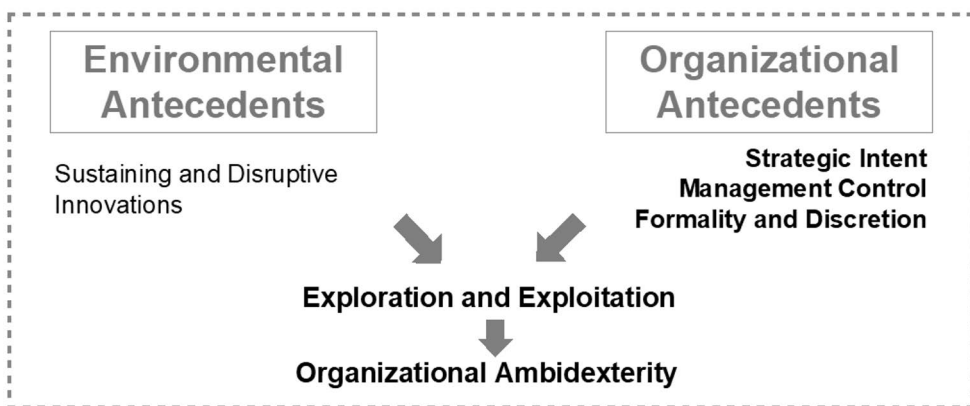 Environmental
Antecedents
Organizational
Antecedents
Sustaining and Disruptive
Innovations
Strategic Intent
Management Control
Formality and Discretion
Exploration and Exploitation
Organizational Ambidexterity